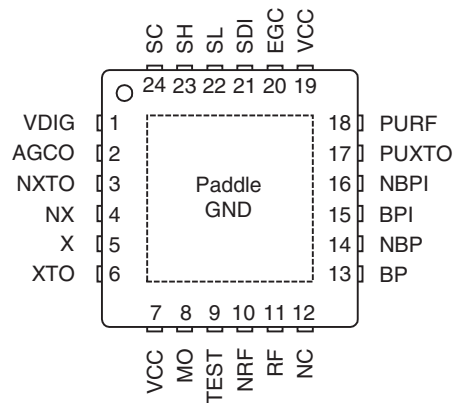 SC SH SL SDI EGC VCC
24 23 22 21 20 19
VDIG 1 18 PURF
AGCO 2 17 PUXTO
NXTO 3 Paddle 16 NBPI
NX 4 GND 15 BPI
X 5 14 NBP
XTO 6 13 BP
7 8 9 10 11 12
VCC MO TEST NRF RF NC